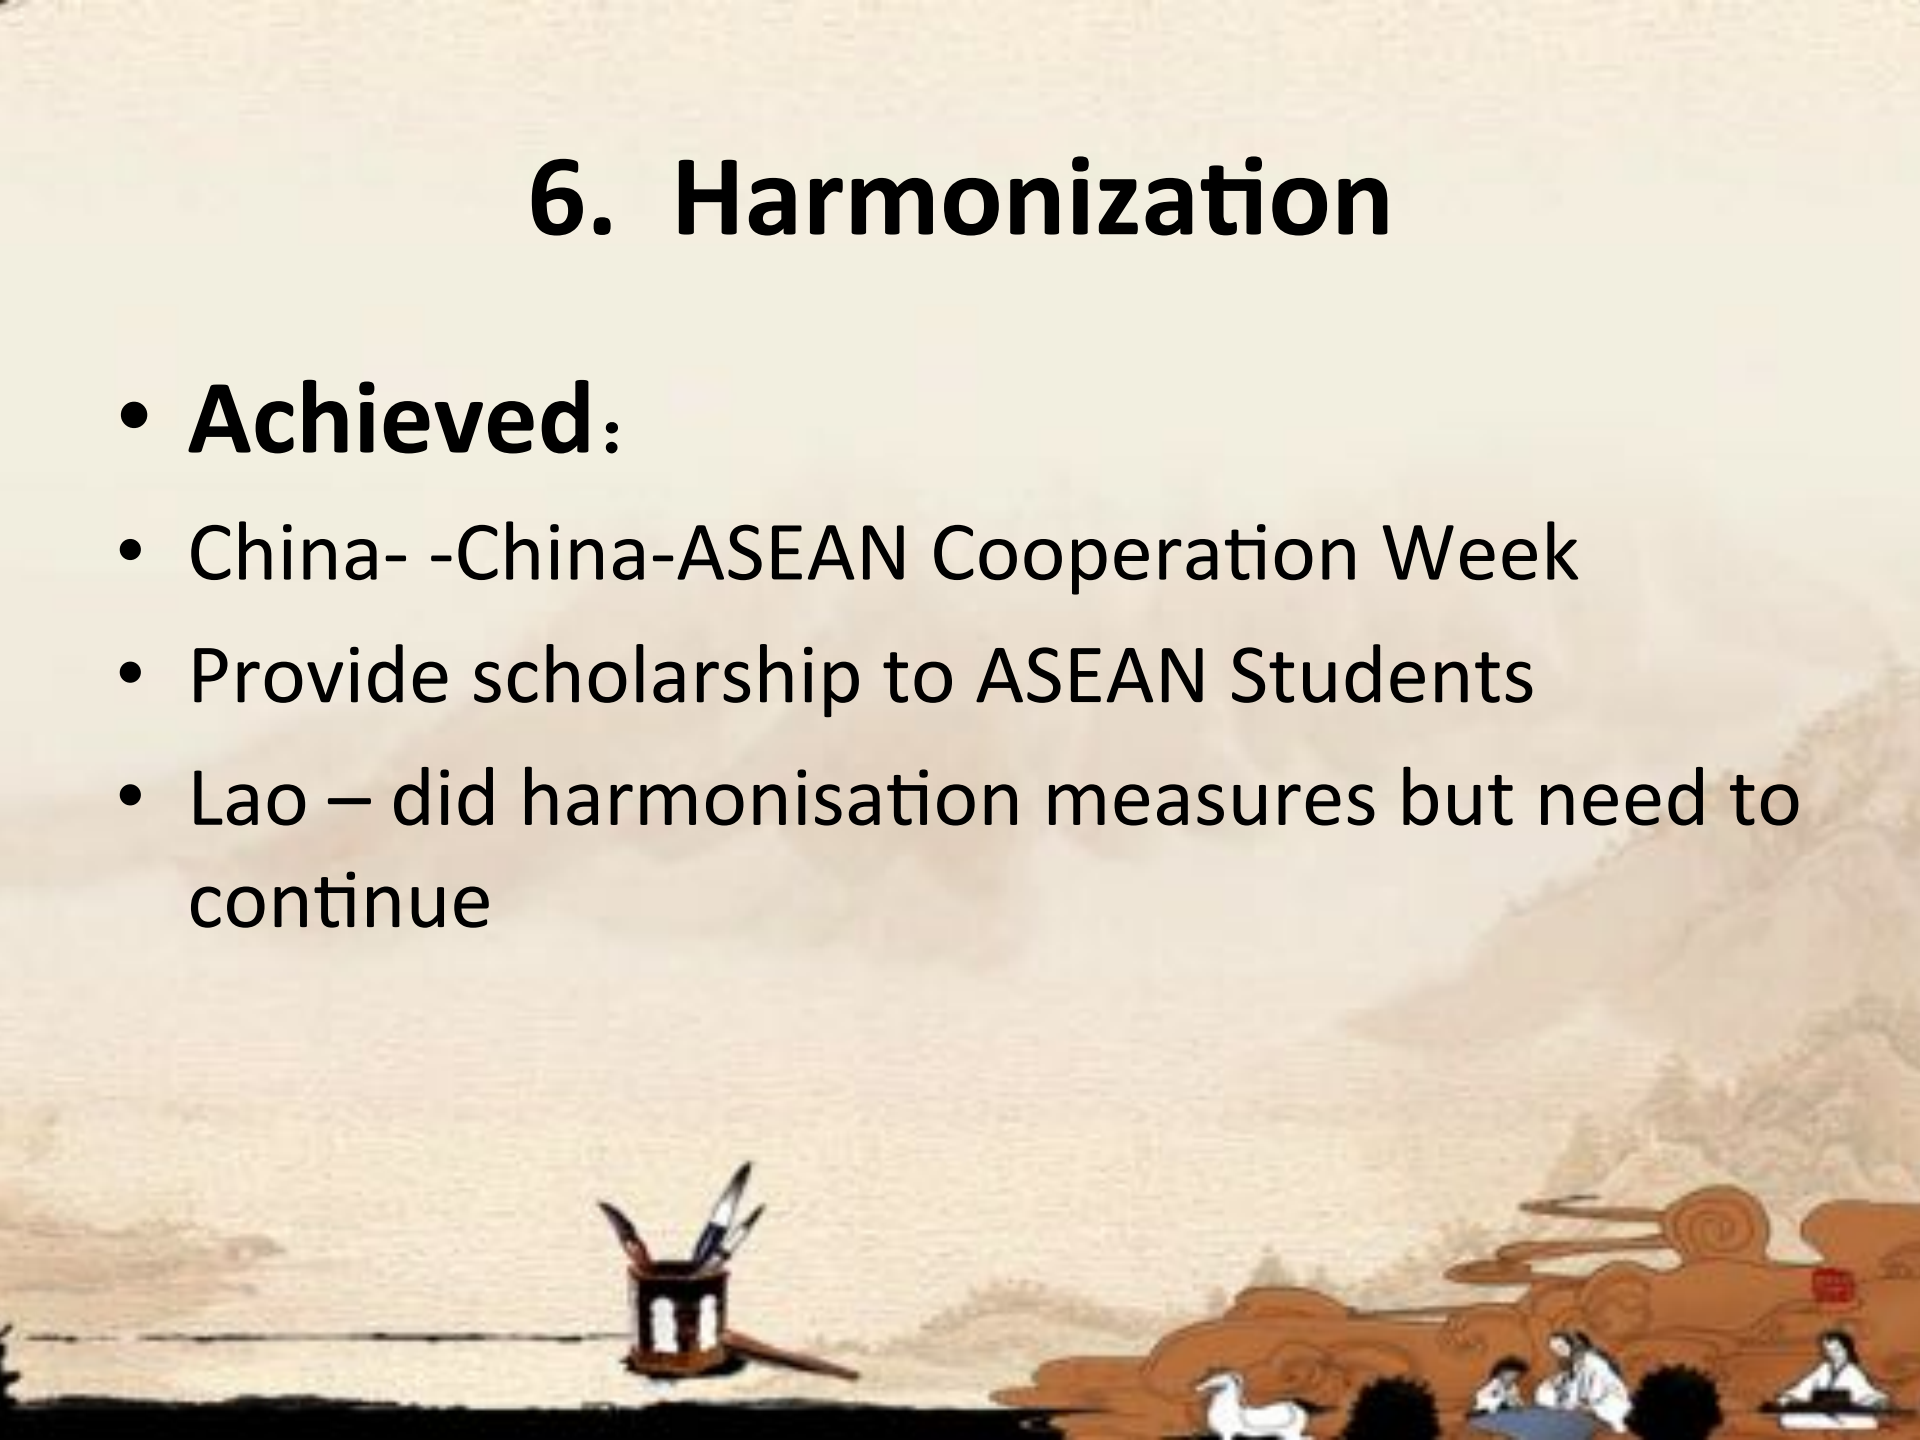 6. Harmonization
• Achieved：
• China- -China-ASEAN Cooperation Week
• Provide scholarship to ASEAN Students
• Lao – did harmonisation measures but need to
continue